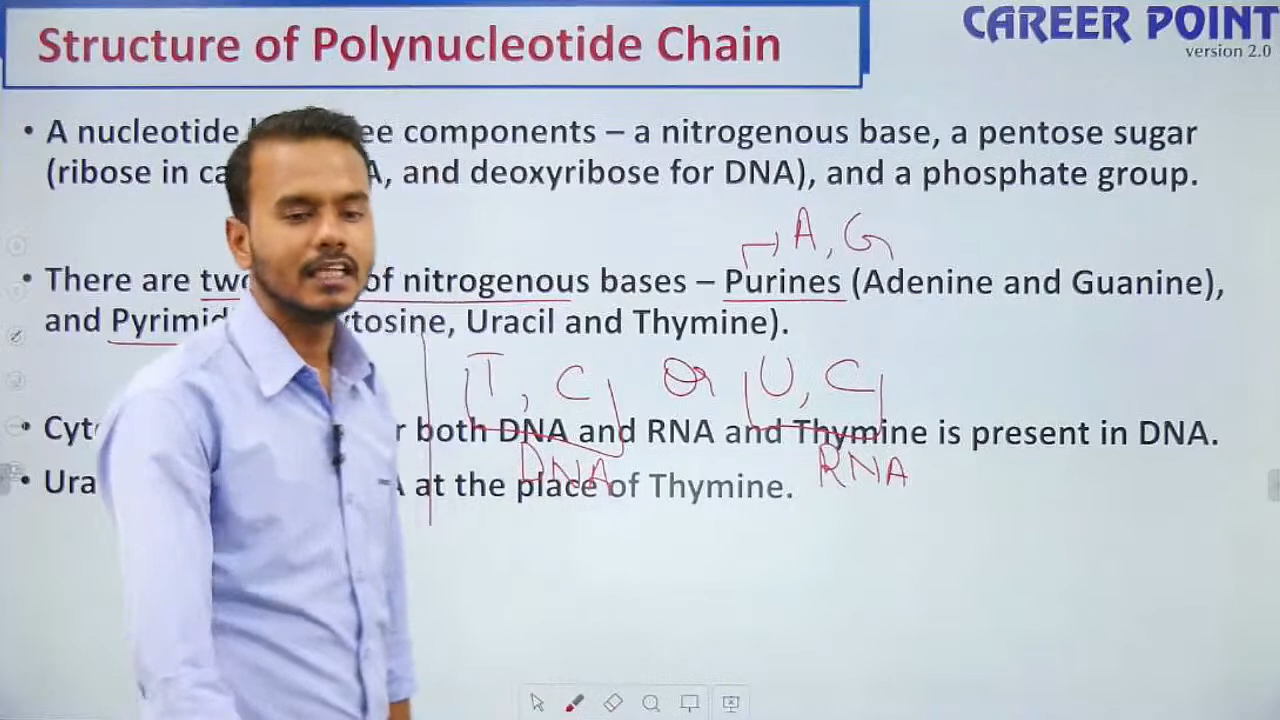 Structure of Polynucleotide Chain
CAREER POINT
version 2.0
• A nucleotide ee components – a nitrogenous base, a pentose sugar
(ribose in ca A, and deoxyribose for DNA), and a phosphate group.
A, G
• There are two of nitrogenous bases – Purines (Adenine and Guanine),
and Pyrimid tosine, Uracil and Thymine).
T, C or U, C
• Cyt r both DNA and RNA and Thymine is present in DNA.
DNA RNA
• Ura A at the place of Thymine.